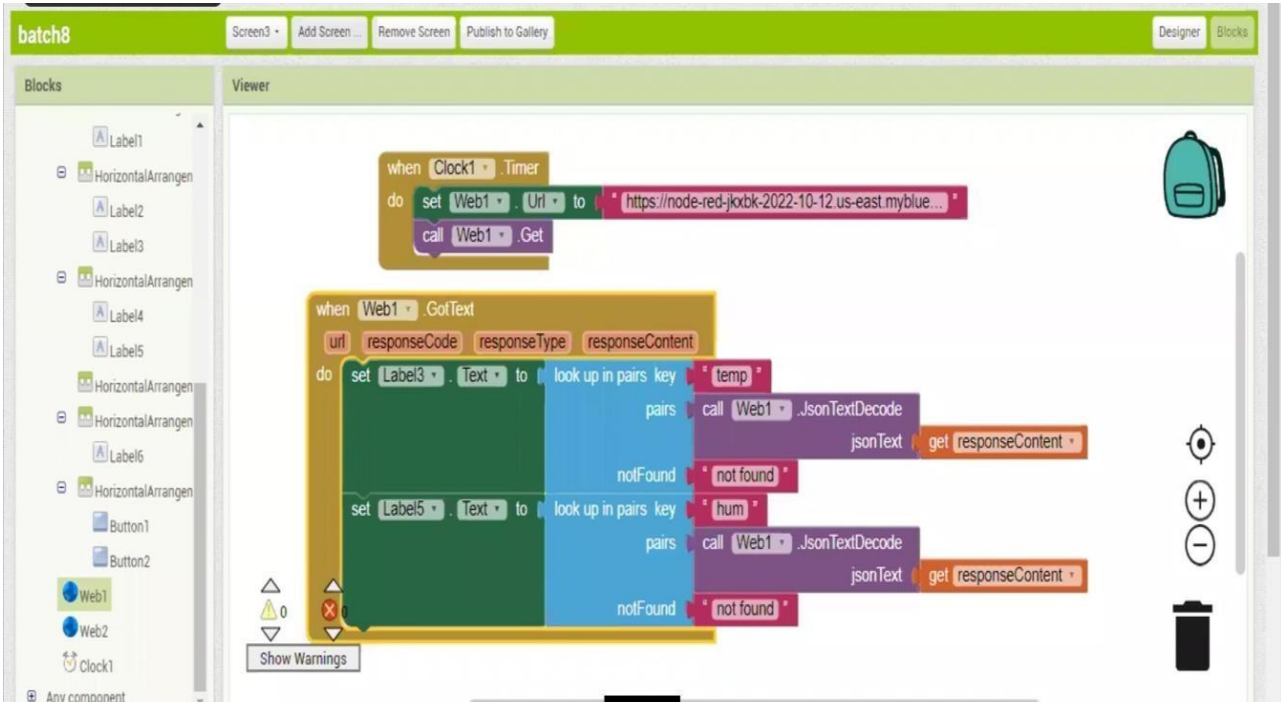 batch8 Screen3 Add Screen ... Remove Screen Publish to Gallery Designer Blocks
Blocks
Label1
HorizontalArrangen
Label2
Label3
HorizontalArrangen
Label4
Label5
HorizontalArrangen
HorizontalArrangen
Label6
HorizontalArrangen
Button1
Button2
Web1
Web2
Clock1
Any component
Viewer
when Clock1 .Timer
do set Web1 . Url to " https://node-red-jkxbk-2022-10-12.us-east.myblue... "
call Web1 .Get
when Web1 .GotText
url responseCode responseType responseContent
do set Label3 . Text to look up in pairs key " temp "
pairs call Web1 .JsonTextDecode
jsonText get responseContent
notFound " not found "
set Label5 . Text to look up in pairs key " hum "
pairs call Web1 .JsonTextDecode
jsonText get responseContent
notFound " not found "
0 0
Show Warnings